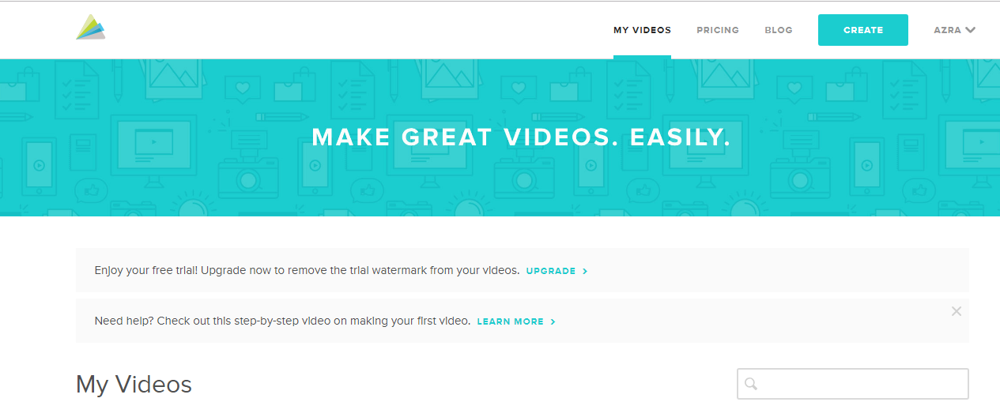 MY VIDEOS PRICING BLOG CREATE AZRA
MAKE GREAT VIDEOS. EASILY.
Enjoy your free trial! Upgrade now to remove the trial watermark from your videos. UPGRADE >
Need help? Check out this step-by-step video on making your first video. LEARN MORE >
My Videos